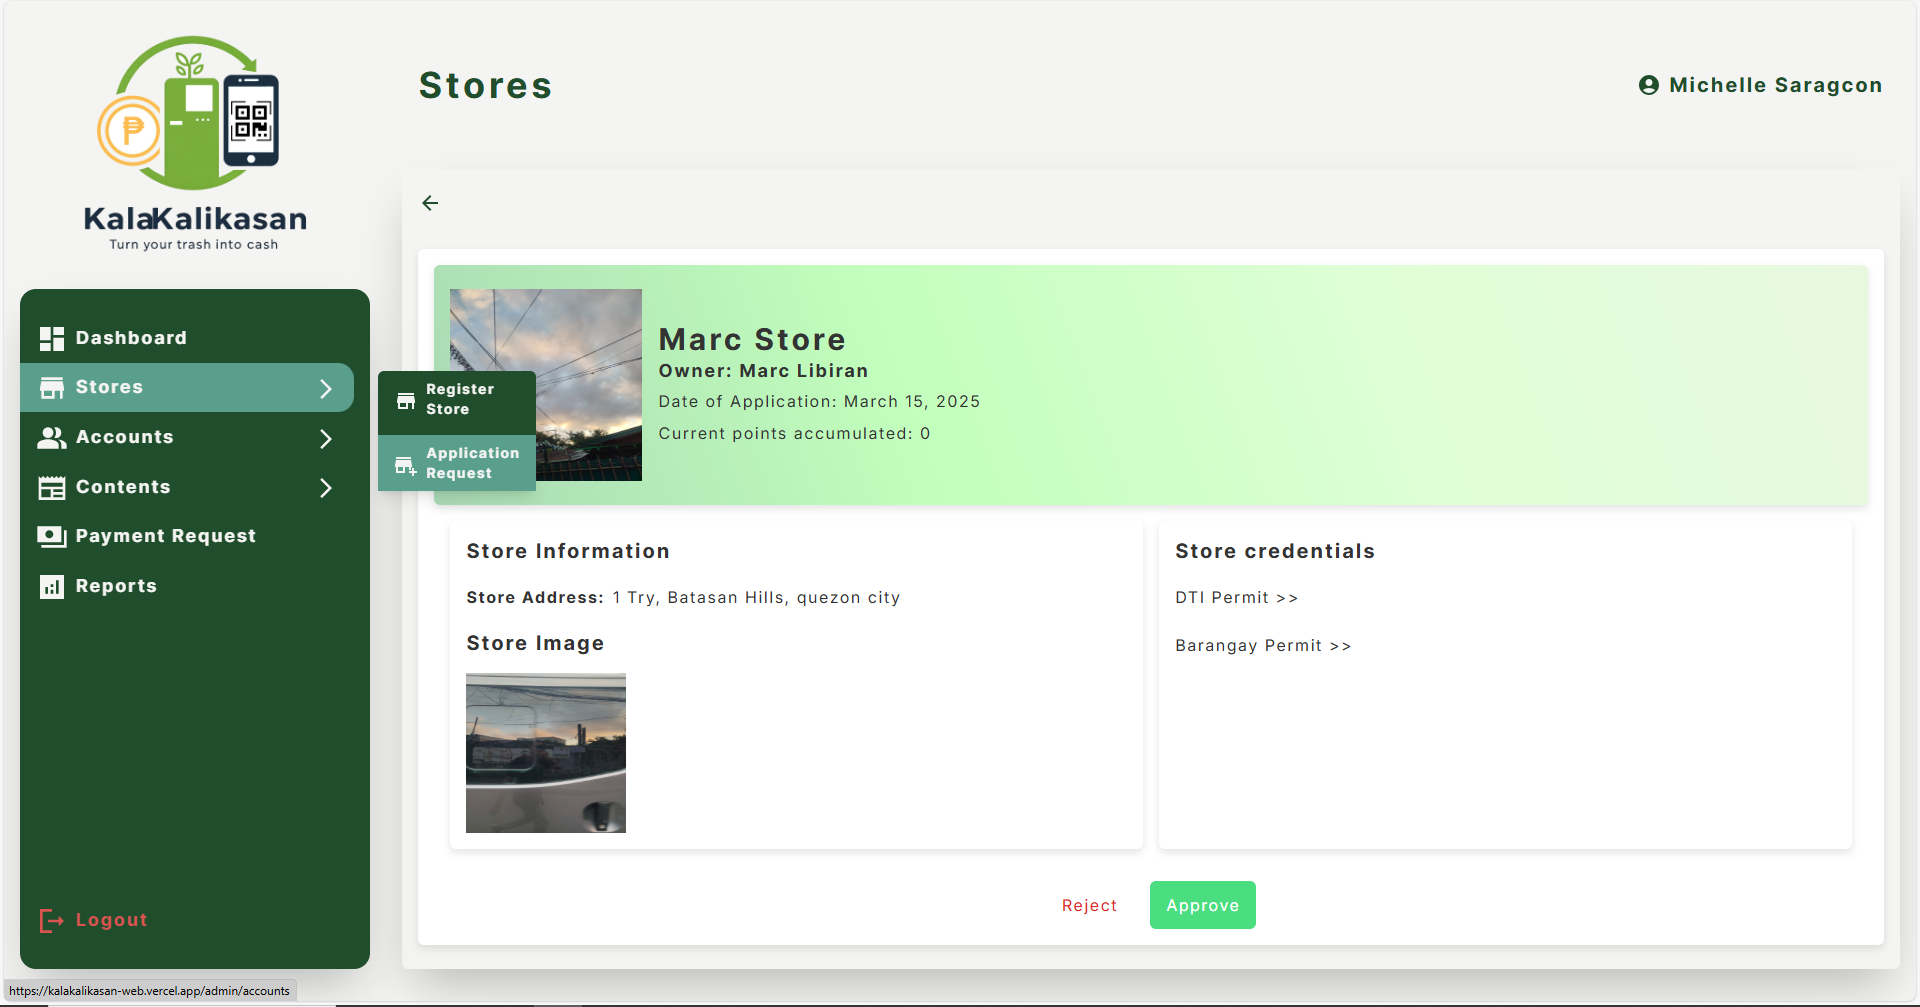 KalaKalikasan
Turn your trash into cash
Stores
Michelle Saragcon
Dashboard
Stores
Accounts
Contents
Payment Request
Reports
Logout
Register
Store
Application
Request
Marc Store
Owner: Marc Libiran
Date of Application: March 15, 2025
Current points accumulated: 0
Store Information
Store Address: 1 Try, Batasan Hills, quezon city
Store Image
Store credentials
DTI Permit >>
Barangay Permit >>
Reject
Approve
https://kalakalikasan-web.vercel.app/admin/accounts